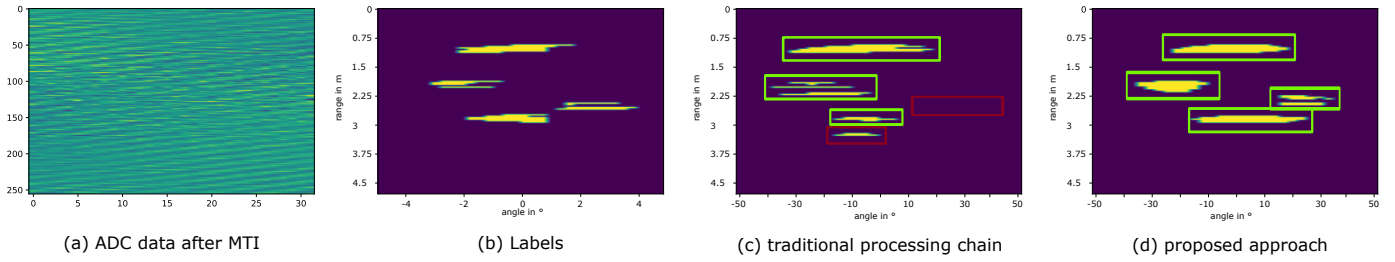 0
50
100
150
200
250
0 5 10 15 20 25 30
(a) ADC data after MTI
range in m
0
0.75
1.5
2.25
3
3.75
4.5
-4 -2 0 2 4
angle in °
(b) Labels
range in m
0
0.75
1.5
2.25
3
3.75
4.5
-50 -30 -10 10 30 50
angle in °
(c) traditional processing chain
range in m
0
0.75
1.5
2.25
3
3.75
4.5
-50 -30 -10 10 30 50
angle in °
(d) proposed approach